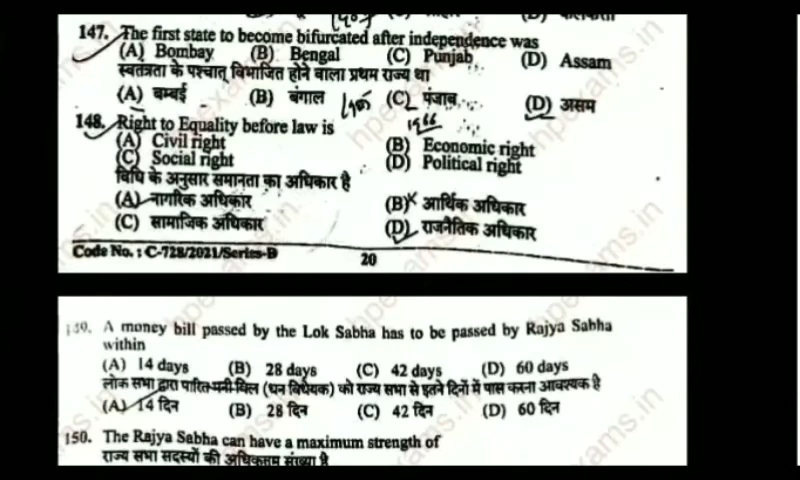 147. The first state to become bifurcated after independence was
(A) Bombay (B) Bengal (C) Punjab (D) Assam
स्वतंत्रता के पश्चात् विभाजित होने वाला प्रथम राज्य था
(A) बम्बई (B) बंगाल 1905 (C) पंजाब (D) असम
1966
148. Right to Equality before law is
(A) Civil right (B) Economic right
(C) Social right (D) Political right
विधि के अनुसार समानता का अधिकार है
(A) नागरिक अधिकार (B) आर्थिक अधिकार
(C) सामाजिक अधिकार (D) राजनैतिक अधिकार
Code No. : C-728/2021/Series-B
20
149. A money bill passed by the Lok Sabha has to be passed by Rajya Sabha
within
(A) 14 days (B) 28 days (C) 42 days (D) 60 days
लोक सभा द्वारा पारित मनी बिल (धन विधेयक) को राज्य सभा से इतने दिनों में पास करना आवश्यक है
(A) 14 दिन (B) 28 दिन (C) 42 दिन (D) 60 दिन
150. The Rajya Sabha can have a maximum strength of
राज्य सभा सदस्यों की अधिकतम संख्या है